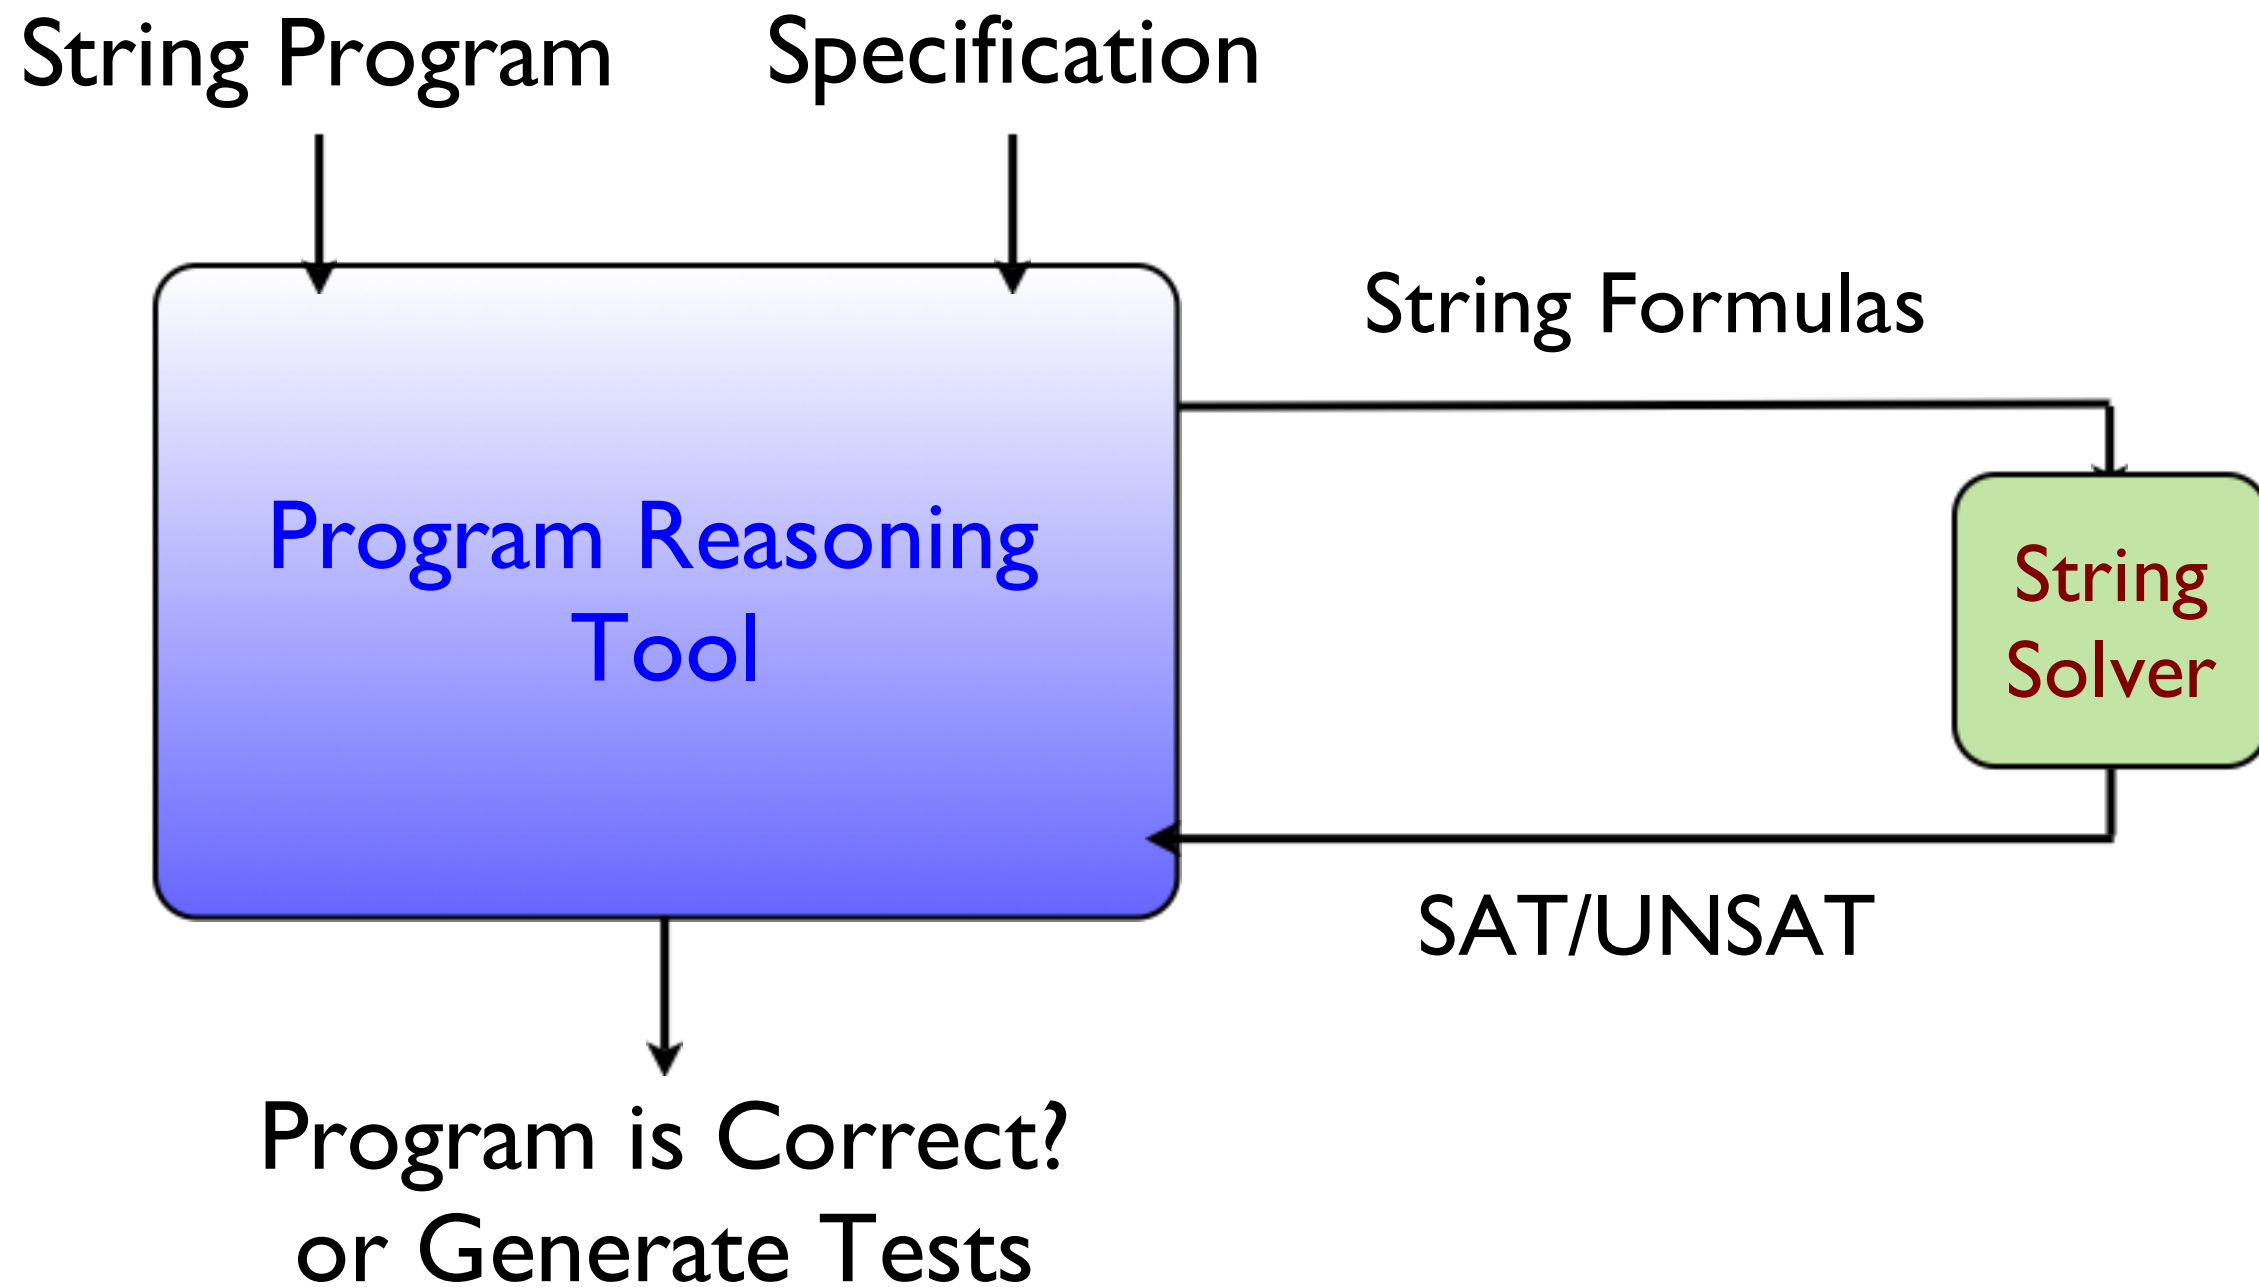 String Program
Specification
String Formulas
Program Reasoning
Tool
String
Solver
SAT/UNSAT
Program is Correct?
or Generate Tests